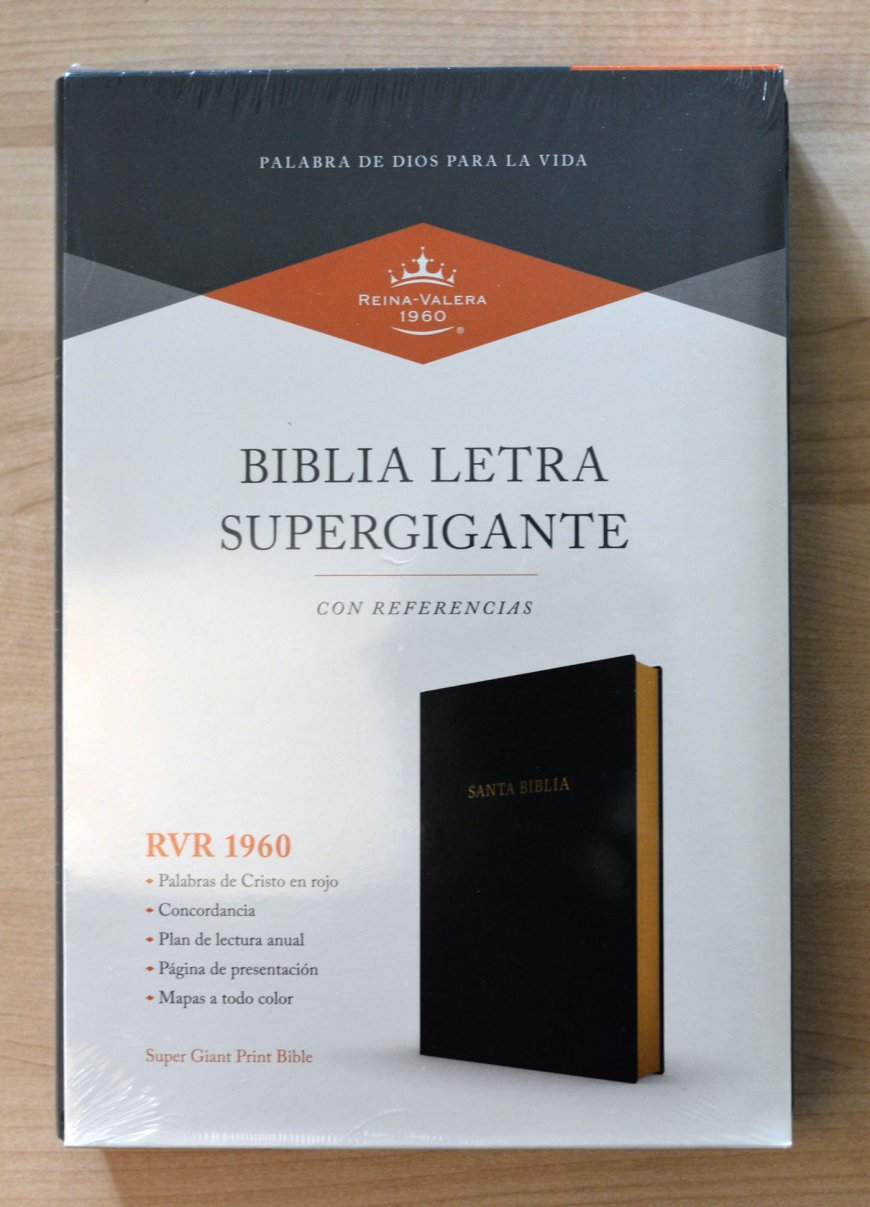 PALABRA DE DIOS PARA LA VIDA
REINA-VALERA
1960
®
BIBLIA LETRA
SUPERGIGANTE
CON REFERENCIAS
SANTA BIBLIA
RVR 1960
Palabras de Cristo en rojo
Concordancia
Plan de lectura anual
Página de presentación
Mapas a todo color
Super Giant Print Bible